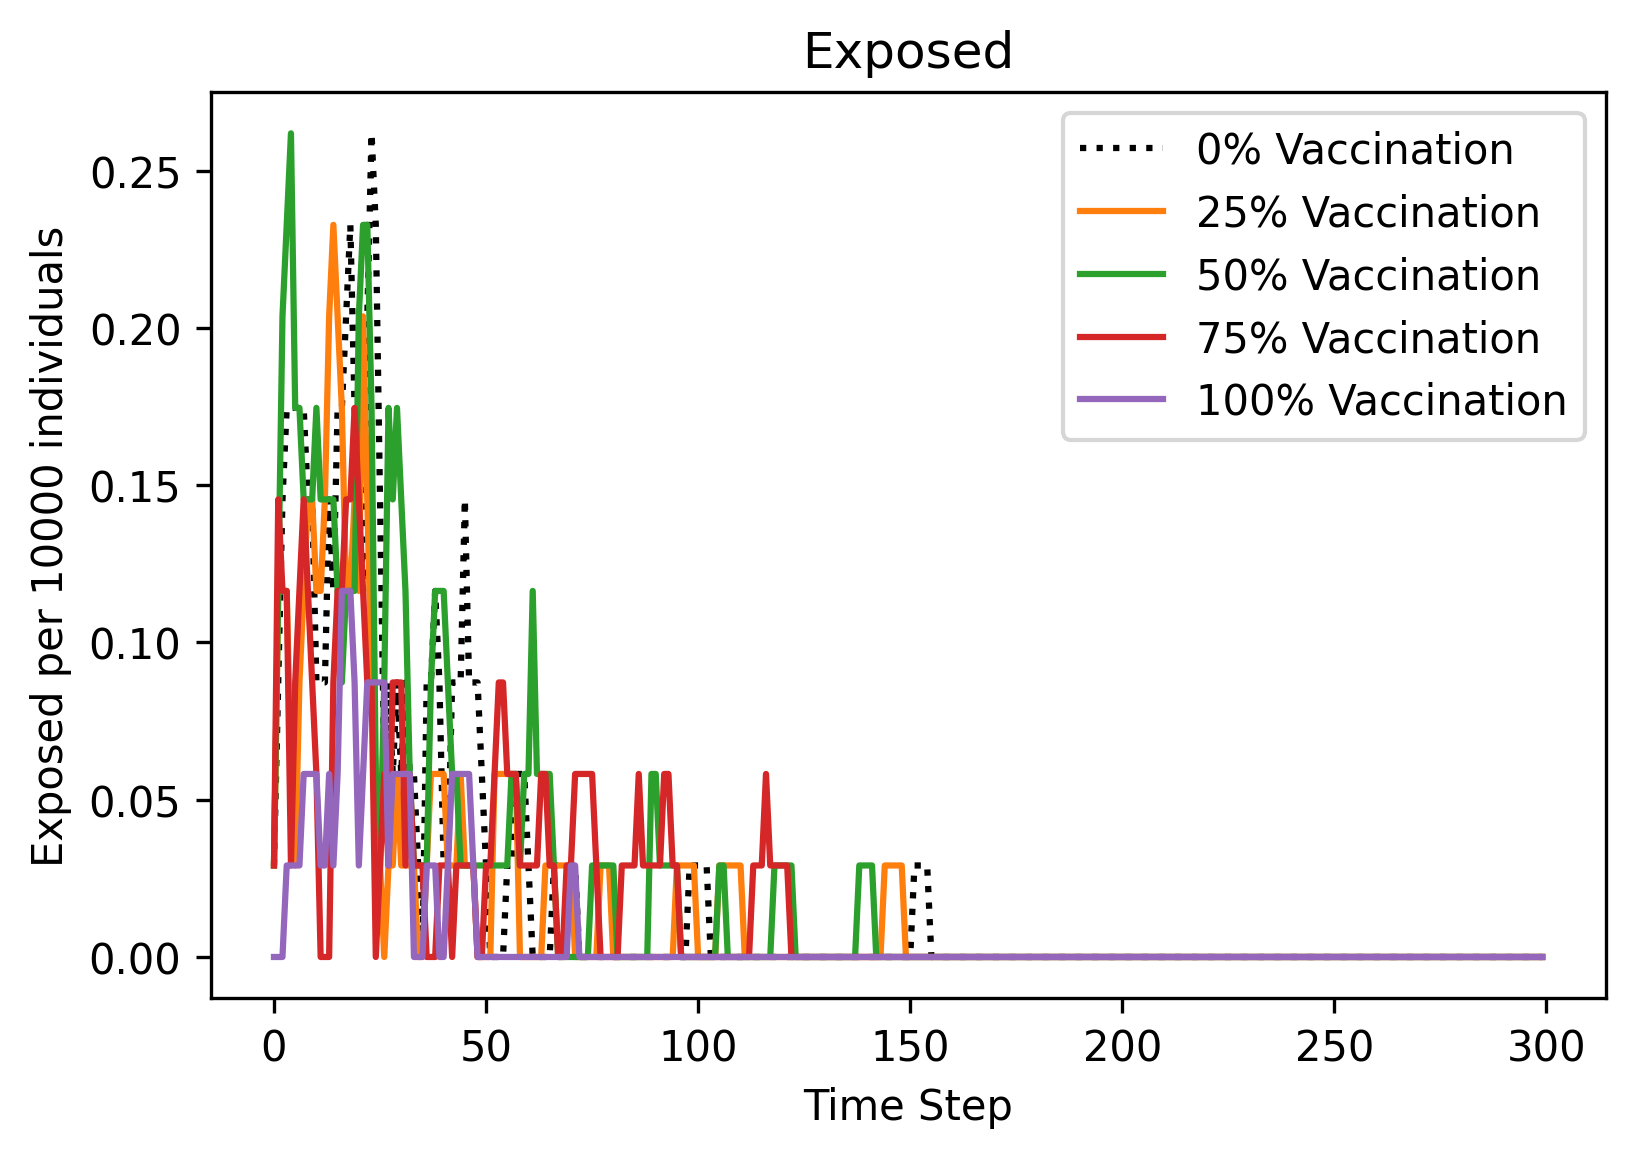 Exposed
Exposed per 10000 individuals
0.25
0.20
0.15
0.10
0.05
0.00
0% Vaccination
25% Vaccination
50% Vaccination
75% Vaccination
100% Vaccination
0 50 100 150 200 250 300
Time Step